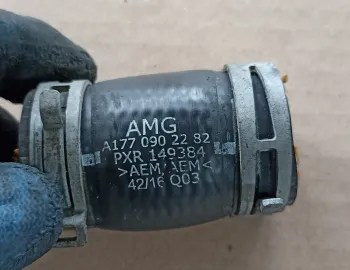 AMG
A177 090 22 82
PXR 149384
>AEM/AEM<
42/16 Q03